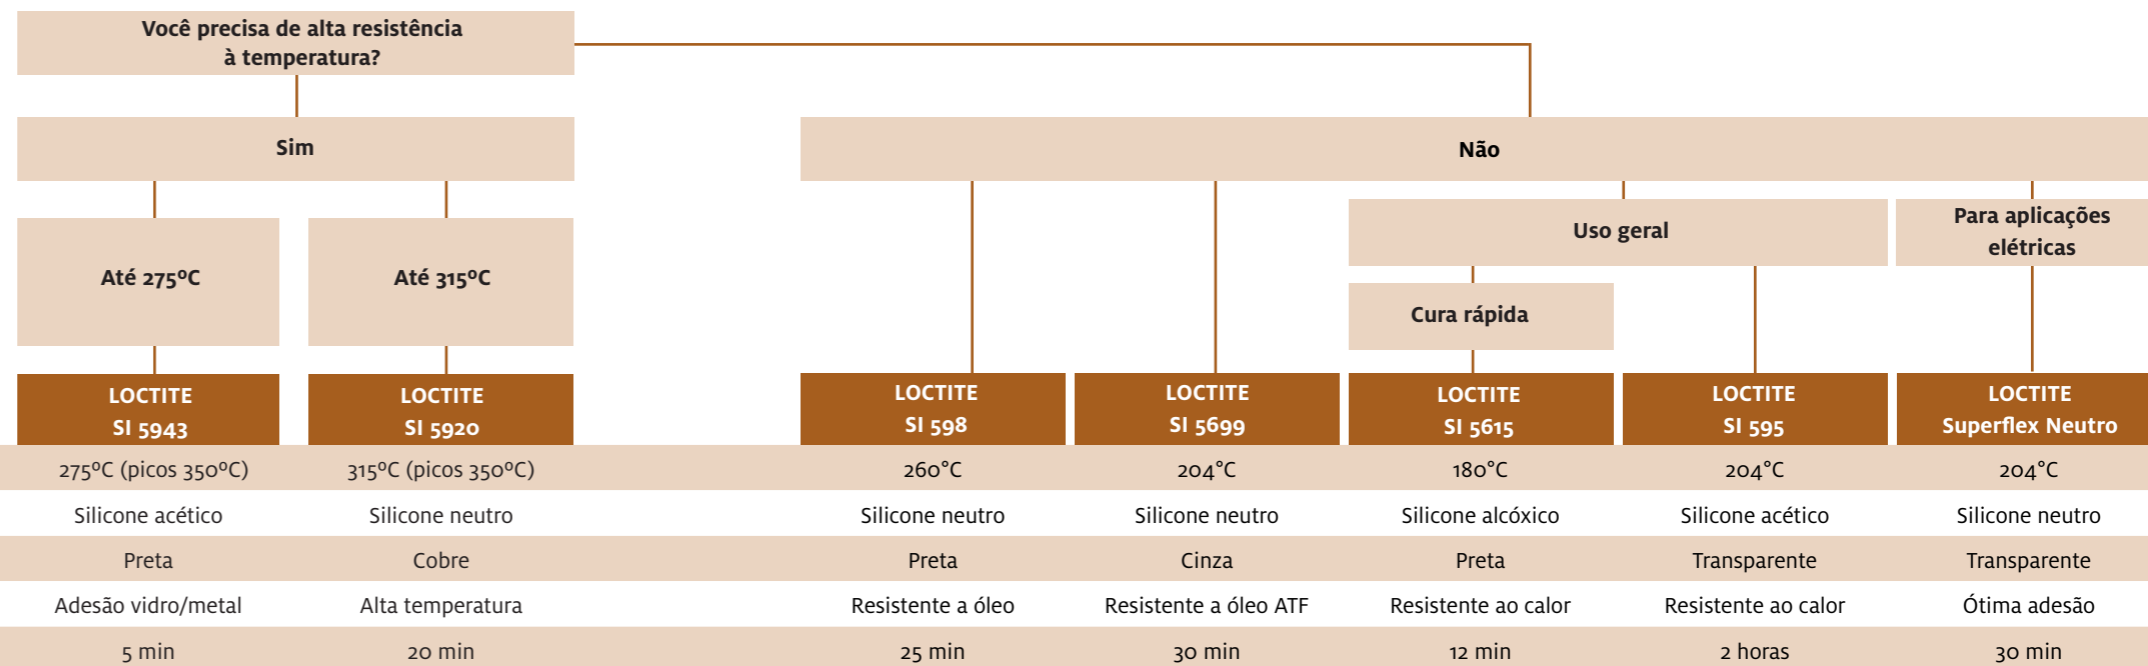 Você precisa de alta resistência
à temperatura?
Sim
Não
Até 275ºC
Até 315ºC
Uso geral
Para aplicações
elétricas
Cura rápida
LOCTITE
SI 5943
LOCTITE
SI 5920
LOCTITE
SI 598
LOCTITE
SI 5699
LOCTITE
SI 5615
LOCTITE
SI 595
LOCTITE
Superflex Neutro
275ºC (picos 350ºC) 315ºC (picos 350ºC) 260°C 204°C 180°C 204°C 204°C
Silicone acético Silicone neutro Silicone neutro Silicone neutro Silicone alcóxico Silicone acético Silicone neutro
Preta Cobre Preta Cinza Preta Transparente Transparente
Adesão vidro/metal Alta temperatura Resistente a óleo Resistente a óleo ATF Resistente ao calor Resistente ao calor Ótima adesão
5 min 20 min 25 min 30 min 12 min 2 horas 30 min